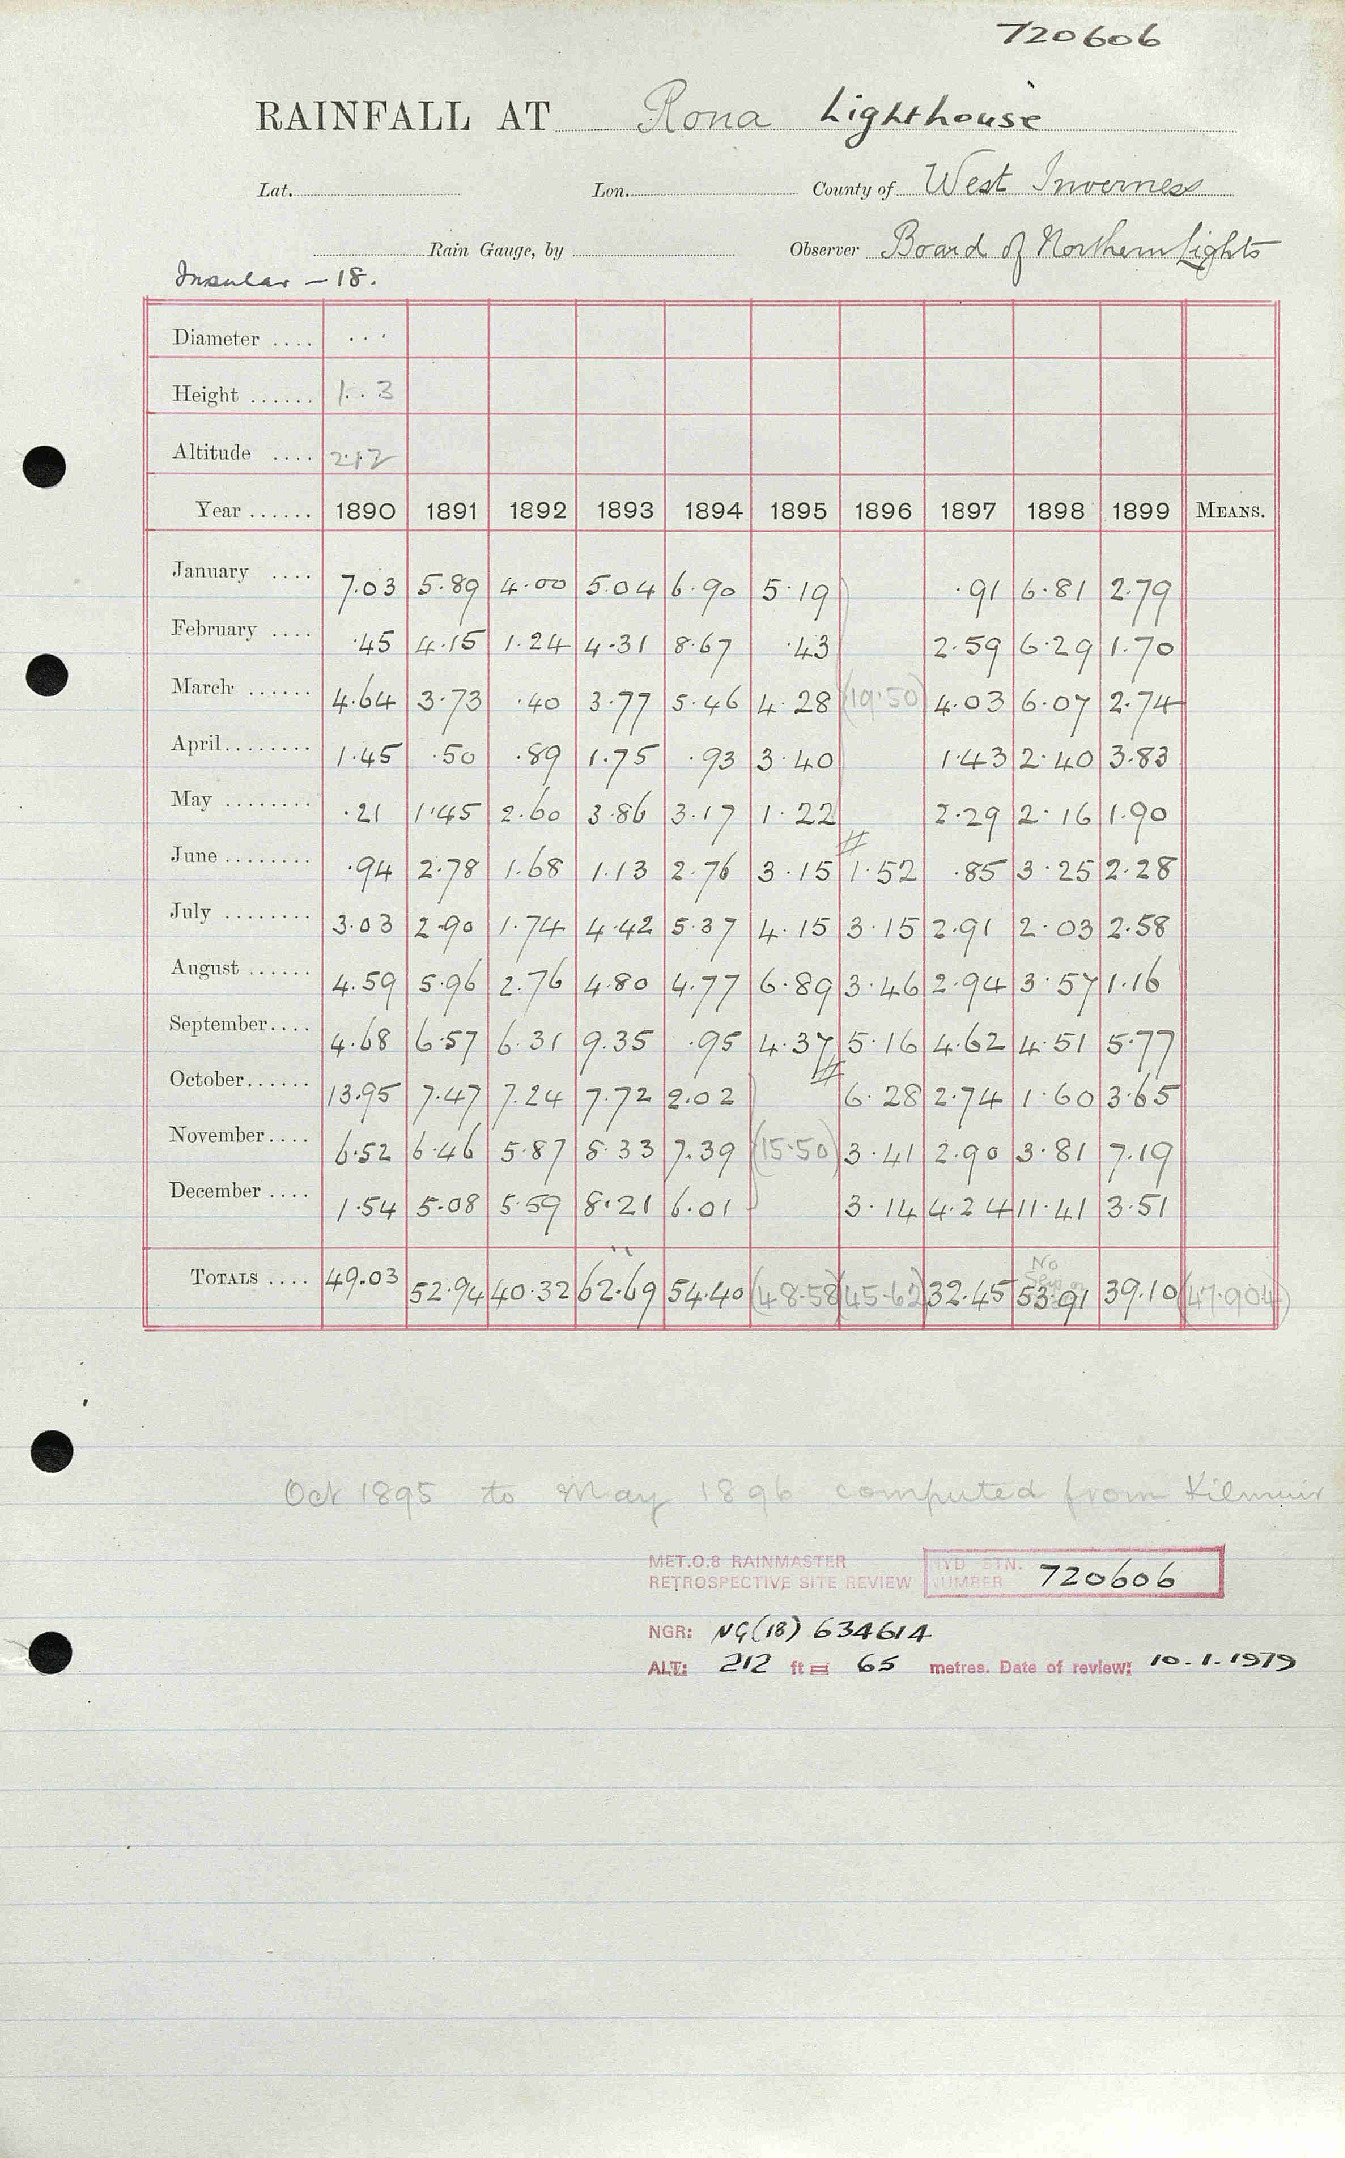 720606
RAINFALL AT Rona Lighthouse
Lat. Lon. County of West Inverness
Rain Gauge, by Observer Board of Northern Lights
Insular - 18.
Diameter .... ...
Height ...... 1..3
Altitude .... 212
Year ...... 1890 1891 1892 1893 1894 1895 1896 1897 1898 1899 MEANS.
January .... 7.03 5.89 4.00 5.04 6.90 5.19 .91 6.81 2.79
February .... .45 4.15 1.24 4.31 8.67 .43 2.59 6.29 1.70
March ...... 4.64 3.73 .40 3.77 5.46 4.28 (19.50) 4.03 6.07 2.74
April........ 1.45 .50 .89 1.75 .93 3.40 1.43 2.40 3.83
May ........ .21 1.45 2.60 3.86 3.17 1.22 2.29 2.16 1.90
June ........ .94 2.78 1.68 1.13 2.76 3.15 # 1.52 .85 3.25 2.28
July ........ 3.03 2.90 1.74 4.42 5.37 4.15 3.15 2.91 2.03 2.58
August ...... 4.59 5.96 2.76 4.80 4.77 6.89 3.46 2.94 3.57 1.16
September.... 4.68 6.57 6.31 9.35 .95 4.37 5.16 4.62 4.51 5.77
October...... 13.95 7.47 7.24 7.72 2.02 # 6.28 2.74 1.60 3.65
November.... 6.52 6.46 5.87 8.33 7.39 (15.50) 3.41 2.90 3.81 7.19
December .... 1.54 5.08 5.59 8.21 6.01 3.14 4.24 11.41 3.51
No
TOTALS .... 49.03 52.94 40.32 62.69 54.40 (48.58) (45.62) 32.45 53.91 39.10 (47.904)
Oct 1895 to May 1896 computed from Kilmuir
MET.O.8 RAINMASTER
RETROSPECTIVE SITE REVIEW
HYD STN.
NUMBER 720606
NGR: NG(18) 634614
ALT: 212 ft = 65 metres. Date of review: 10.1.1979